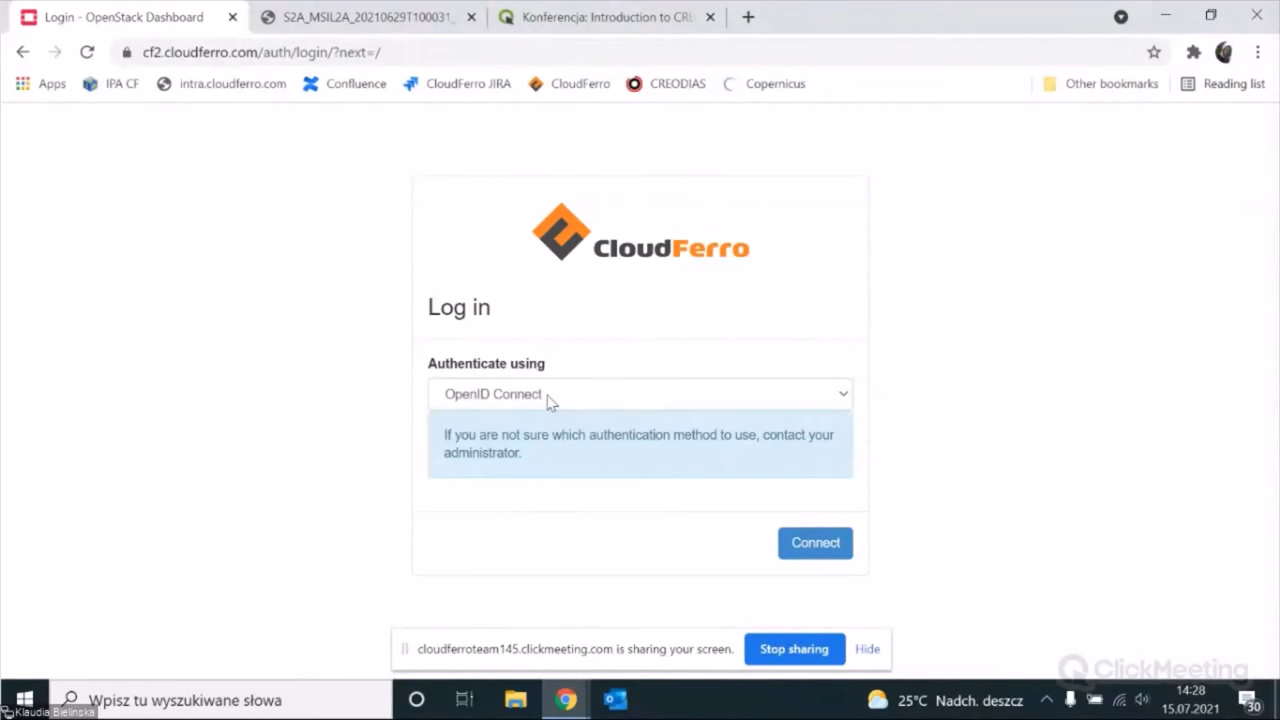 Login - OpenStack Dashboard
S2A_MSIL2A_20210629T100031_
Konferencja: Introduction to CRE
cf2.cloudferro.com/auth/login/?next=/
Apps
IPA CF
intra.cloudferro.com
Confluence
CloudFerro JIRA
CloudFerro
CREODIAS
Copernicus
Other bookmarks
Reading list
CloudFerro
Log in
Authenticate using
OpenID Connect
If you are not sure which authentication method to use, contact your
administrator.
Connect
cloudferroteam145.clickmeeting.com is sharing your screen.
Stop sharing
Hide
ClickMeeting
Wpisz tu wyszukiwane słowa
25°C Nadch. deszcz
14:28
15.07.2021
30
Klaudia Bielinska